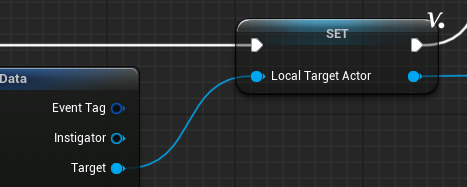 SET
V.
Local Target Actor
Data
Event Tag
Instigator
Target